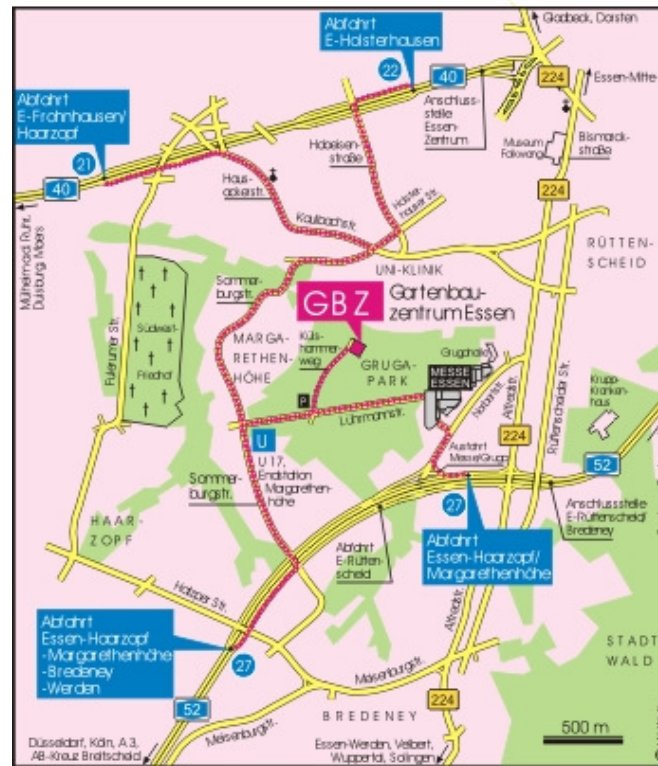 Gladbeck, Dorsten
Abfahrt
E-Holsterhausen
22
40
224
Essen-Mitte
Abfahrt
E-Frohnhausen/
Haarzopf
21
40
Anschluss-
stelle
Essen-
Zentrum
Museum
Folkwang
Bismarck-
straße
Hobeisen-
straße
Haus-
ackerstr.
224
Mülheim a.d. Ruhr,
Duisburg, Moers
Kaulbachstr.
Holster-
hauser Str.
RÜTTEN-
SCHEID
UNI-KLINIK
Sommer-
burgstr.
GBZ
Gartenbau-
zentrum Essen
Fulerumer Str.
Südwest-
Friedhof
MARGA-
RETHEN-
HÖHE
Küls-
hammer-
weg
GRUGA-
PARK
Grugahalle
MESSE
ESSEN
Norbertstr.
Alfredstr.
Rüttenscheider Str.
Krupp-
Kranken-
haus
P
Lührmannstr.
224
U
U 17,
Endstation
Margarethen-
höhe
Ausfahrt
Messe/Gruga
52
Sommer-
burgstr.
27
HAAR-
ZOPF
Abfahrt
E-Rütten-
scheid
Abfahrt
Essen-Haarzopf/
Margarethenhöhe
Anschlussstelle
E-Rüttenscheid/
Bredeney
Hatzper Str.
Abfahrt
Essen-Haarzopf
-Margarethenhöhe
-Bredeney
-Werden
27
Alfredstr.
STADT
WALD
52
Meisenburgstr.
224
Meisenburgstr.
BREDENEY
500 m
Düsseldorf, Köln, A 3,
AB-Kreuz Breitscheid
Essen-Werden, Velbert,
Wuppertal, Solingen